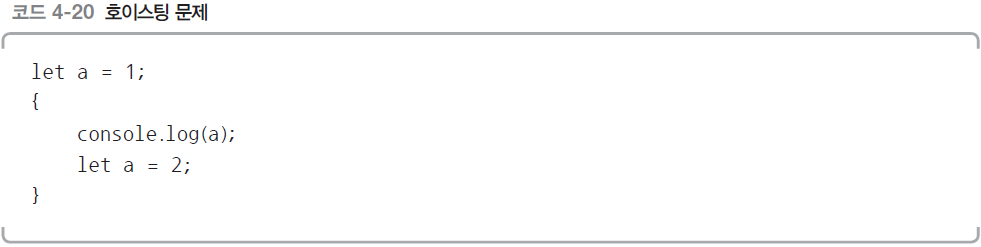 코드 4-20 호이스팅 문제
let a = 1;
{
    console.log(a);
    let a = 2;
}